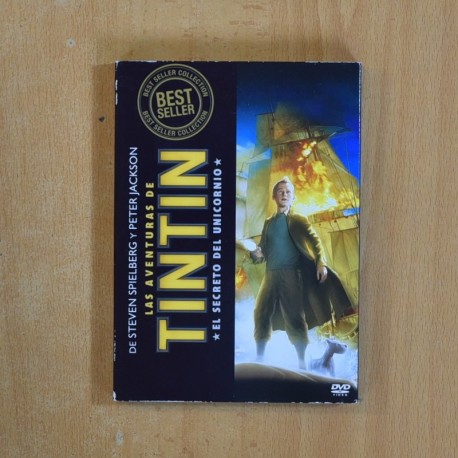 BEST SELLER COLLECTION
BEST
SELLER
BEST SELLER COLLECTION
DE STEVEN SPIELBERG Y PETER JACKSON
LAS AVENTURAS DE
TINTIN
★ EL SECRETO DEL UNICORNIO ★
DVD
VIDEO